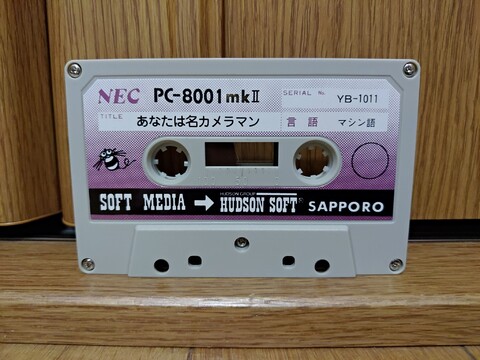 NEC PC-8001mkⅡ SERIAL No. YB-1011
TITLE あなたは名カメラマン 言語 マシン語
HUDSON GROUP
SOFT MEDIA → HUDSON SOFT SAPPORO